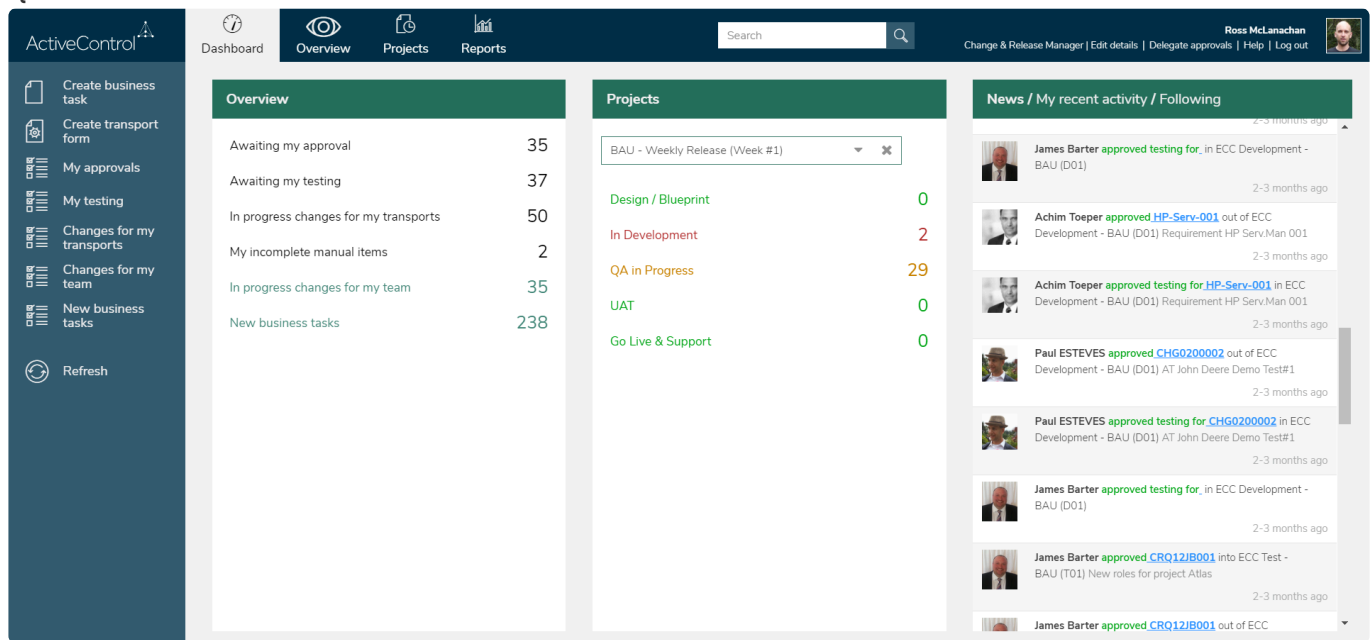 ActiveControl
Dashboard
Overview
Projects
Reports
Search
Ross McLanachan
Change & Release Manager | Edit details | Delegate approvals | Help | Log out
Create business
task
Create transport
form
My approvals
My testing
Changes for my
transports
Changes for my
team
New business
tasks
Refresh
Overview
Awaiting my approval 35
Awaiting my testing 37
In progress changes for my transports 50
My incomplete manual items 2
In progress changes for my team 35
New business tasks 238
Projects
BAU - Weekly Release (Week #1)
Design / Blueprint 0
In Development 2
QA in Progress 29
UAT 0
Go Live & Support 0
News / My recent activity / Following
2-3 months ago
James Barter approved testing for  in ECC Development -
BAU (D01)
2-3 months ago
Achim Toeper approved HP-Serv-001 out of ECC
Development - BAU (D01) Requirement HP Serv.Man 001
2-3 months ago
Achim Toeper approved testing for HP-Serv-001 in ECC
Development - BAU (D01) Requirement HP Serv.Man 001
2-3 months ago
Paul ESTEVES approved CHG0200002 out of ECC
Development - BAU (D01) AT John Deere Demo Test#1
2-3 months ago
Paul ESTEVES approved testing for CHG0200002 in ECC
Development - BAU (D01) AT John Deere Demo Test#1
2-3 months ago
James Barter approved testing for  in ECC Development -
BAU (D01)
2-3 months ago
James Barter approved CRQ12JB001 into ECC Test -
BAU (T01) New roles for project Atlas
2-3 months ago
James Barter approved CRQ12JB001 out of ECC